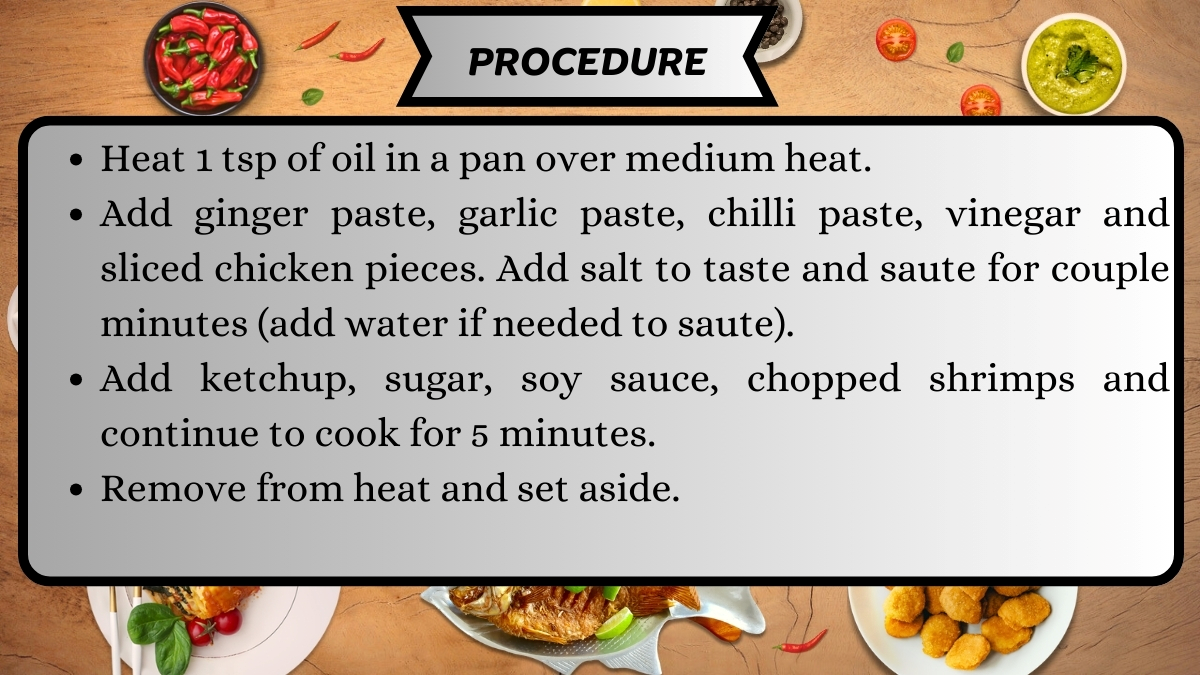 PROCEDURE
• Heat 1 tsp of oil in a pan over medium heat.
• Add ginger paste, garlic paste, chilli paste, vinegar and
sliced chicken pieces. Add salt to taste and saute for couple
minutes (add water if needed to saute).
• Add ketchup, sugar, soy sauce, chopped shrimps and
continue to cook for 5 minutes.
• Remove from heat and set aside.